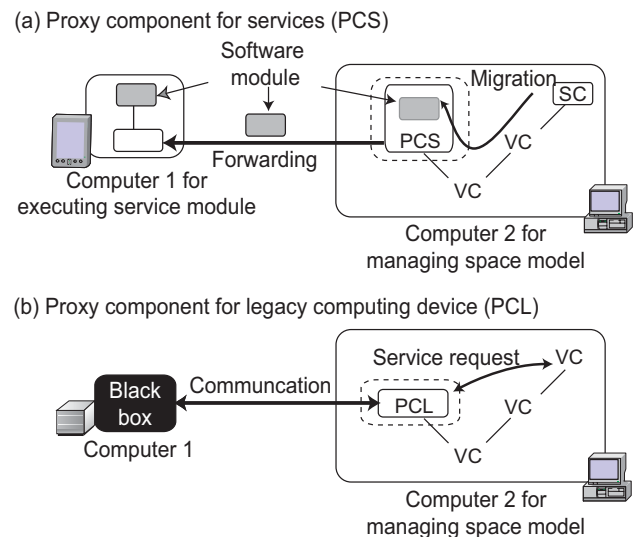 (a) Proxy component for services (PCS)
Software
module
Migration
SC
PCS
VC
VC
Forwarding
Computer 1 for
executing service module
Computer 2 for
managing space model
(b) Proxy component for legacy computing device (PCL)
Service request
VC
Black
box
Communcation
PCL
VC
VC
Computer 1
Computer 2 for
managing space model